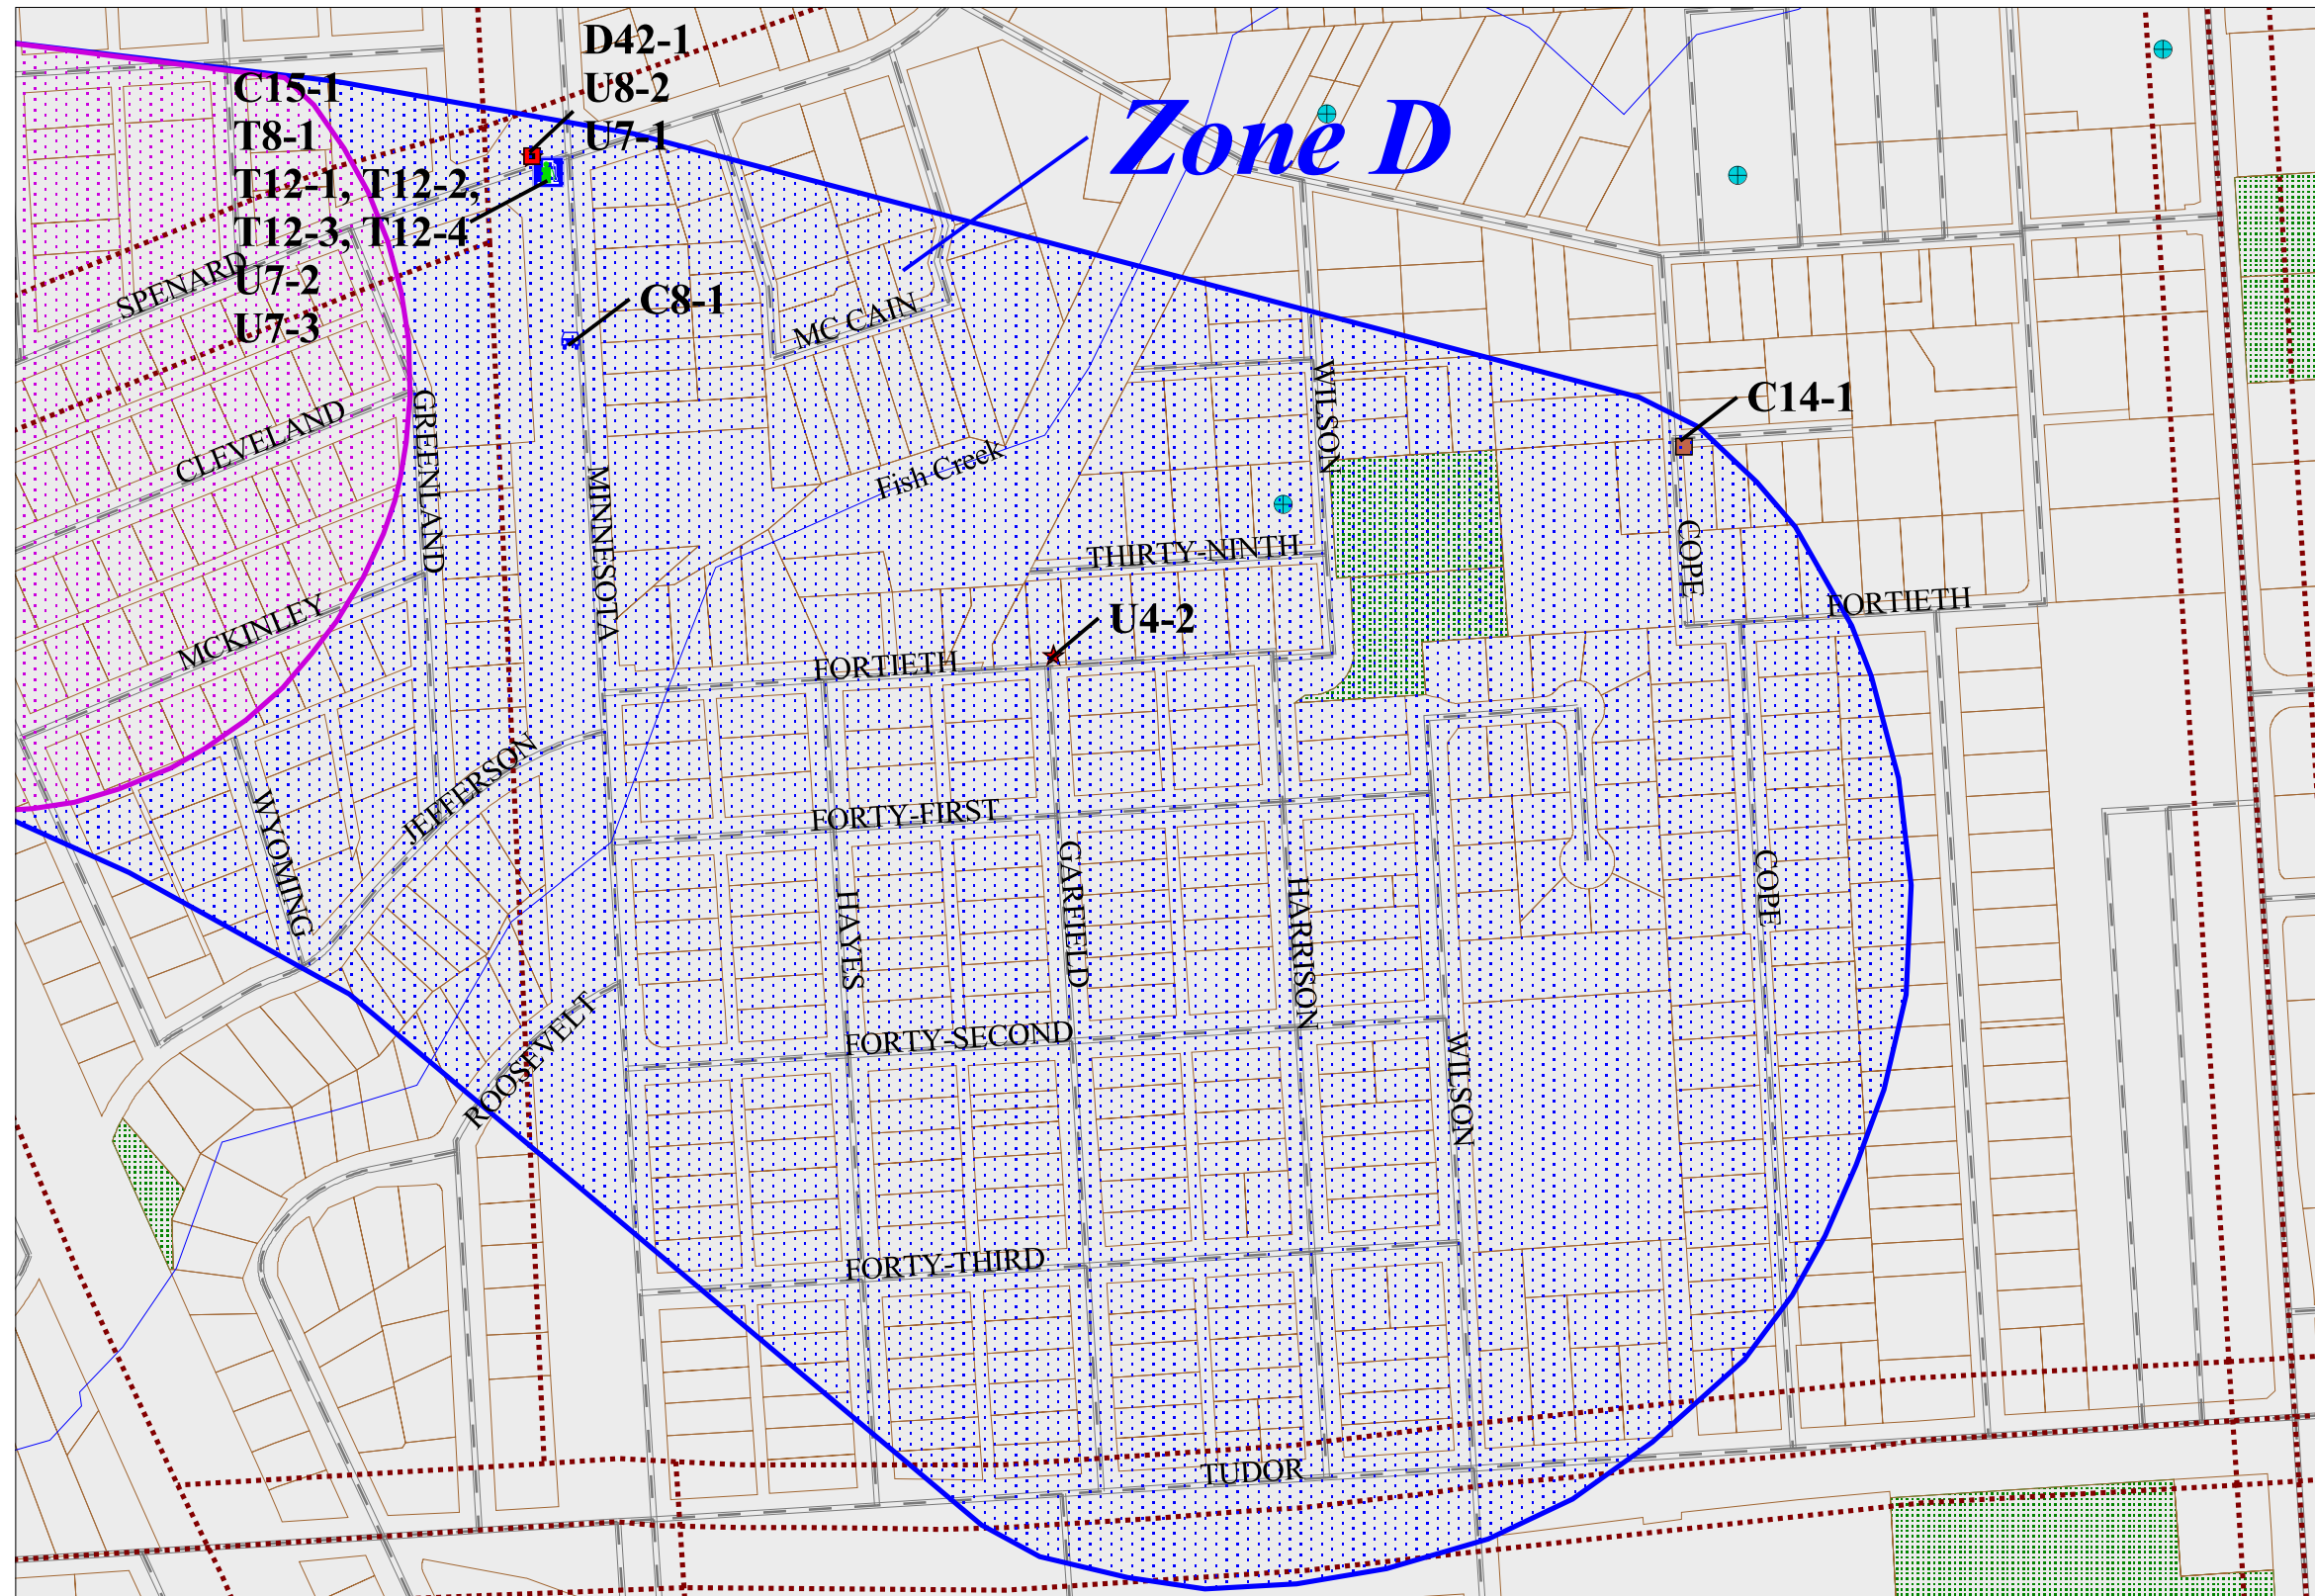 D42-1
U8-2
U7-1
C15-1
T8-1
T12-1, T12-2,
T12-3, T12-4
U7-2
U7-3
Zone D
SPENARD
C8-1
MC CAIN
WILSON
C14-1
CLEVELAND
GREENLAND
Fish Creek
MINNESOTA
THIRTY-NINTH
COPE
MCKINLEY
U4-2
FORTIETH
FORTIETH
JEFFERSON
WYOMING
FORTY-FIRST
HAYES
GARFIELD
HARRISON
COPE
ROOSEVELT
FORTY-SECOND
WILSON
FORTY-THIRD
TUDOR